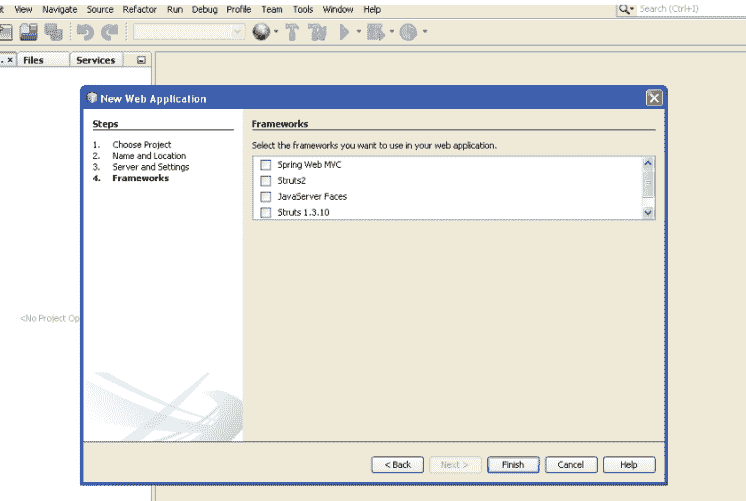 View Navigate Source Refactor Run Debug Profile Team Tools Window Help
Search (Ctrl+I)
Files Services
New Web Application
Steps
1. Choose Project
2. Name and Location
3. Server and Settings
4. Frameworks
Frameworks
Select the frameworks you want to use in your web application.
Spring Web MVC
Struts2
JavaServer Faces
Struts 1.3.10
<No Project Op
< Back Next > Finish Cancel Help